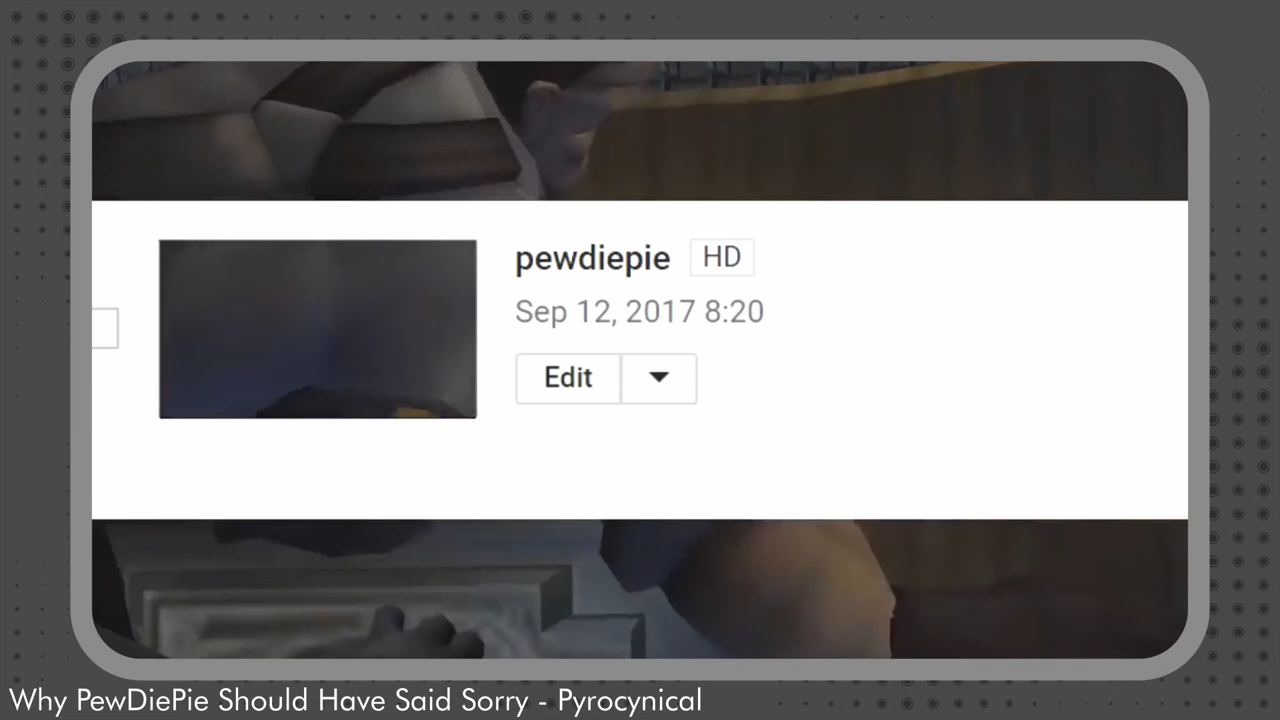 pewdiepie HD
Sep 12, 2017 8:20
Edit
Why PewDiePie Should Have Said Sorry - Pyrocynical